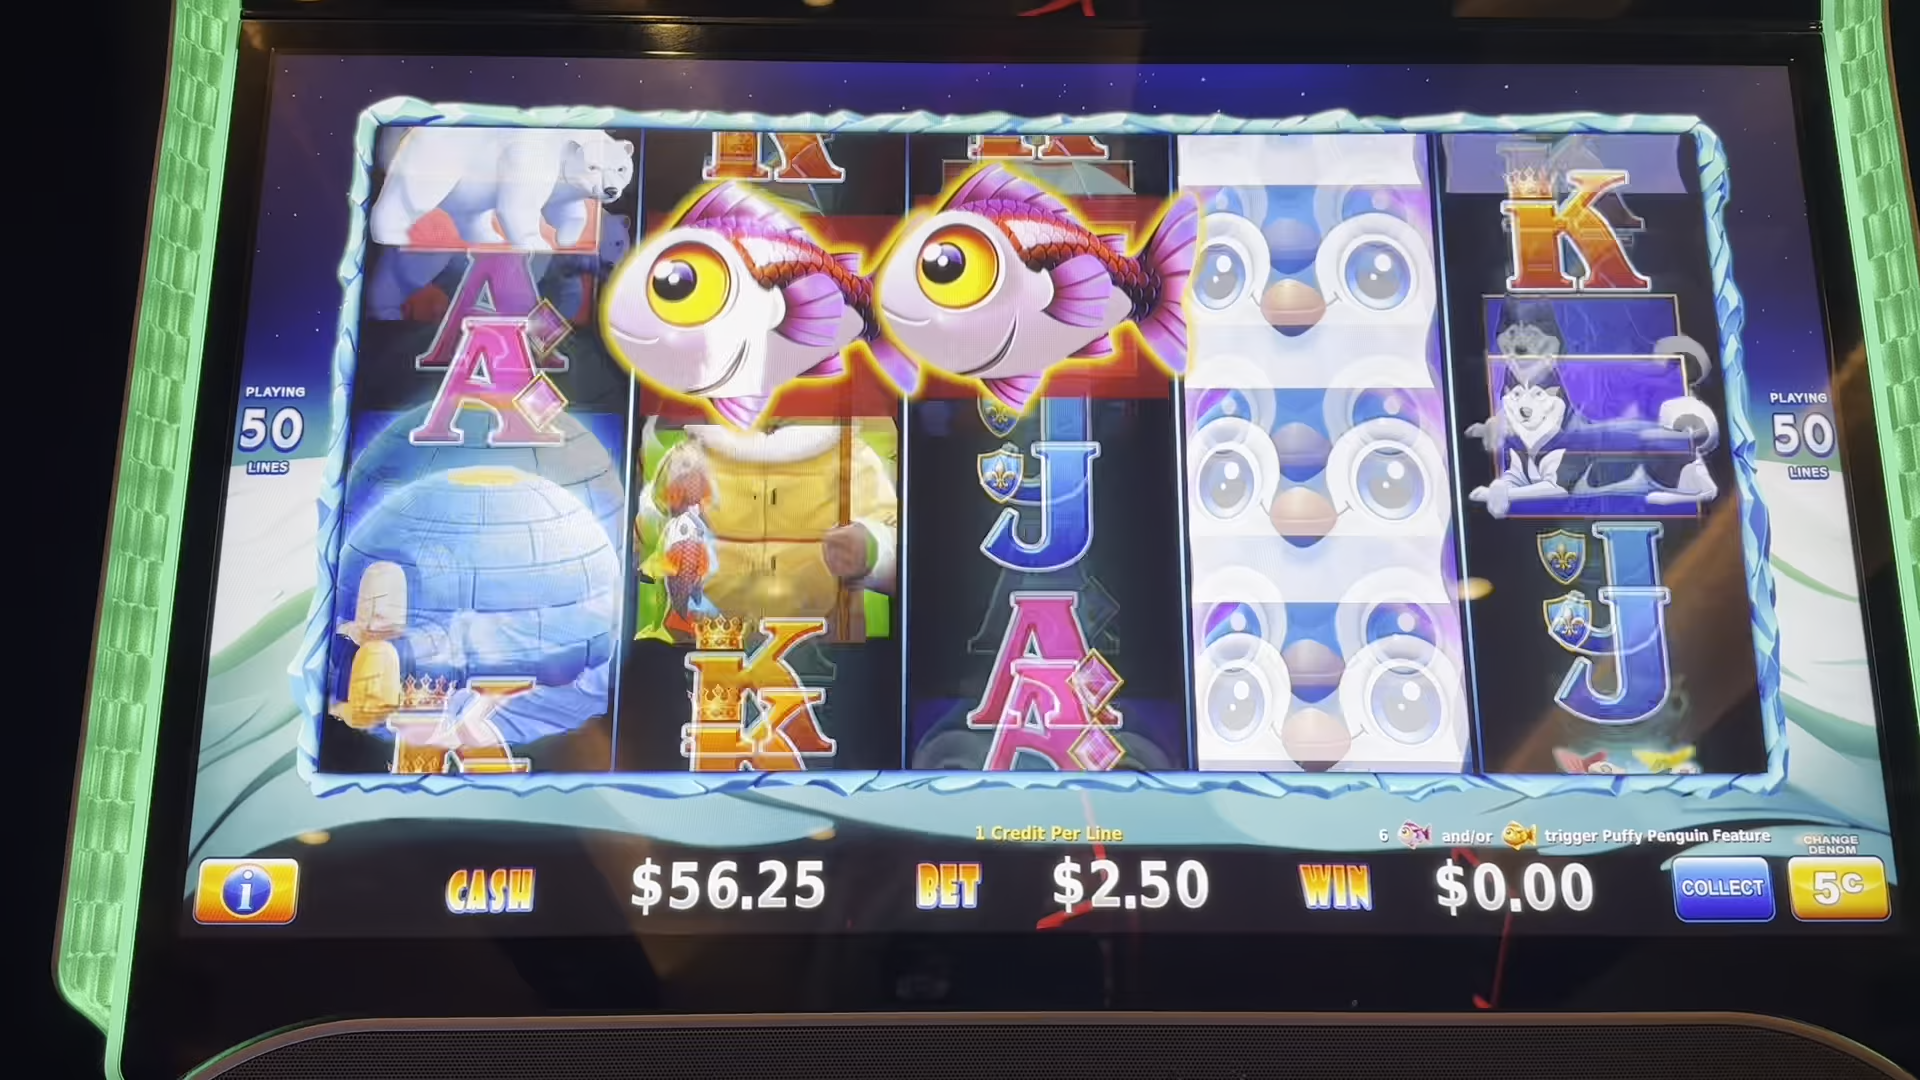 K
K
K
A
A
J
J
J
K
K
K
A
A
PLAYING
50
LINES
PLAYING
50
LINES
1 Credit Per Line
6 and/or trigger Puffy Penguin Feature
CHANGE
DENOM
i
CASH $56.25 BET $2.50 WIN $0.00
COLLECT
5¢